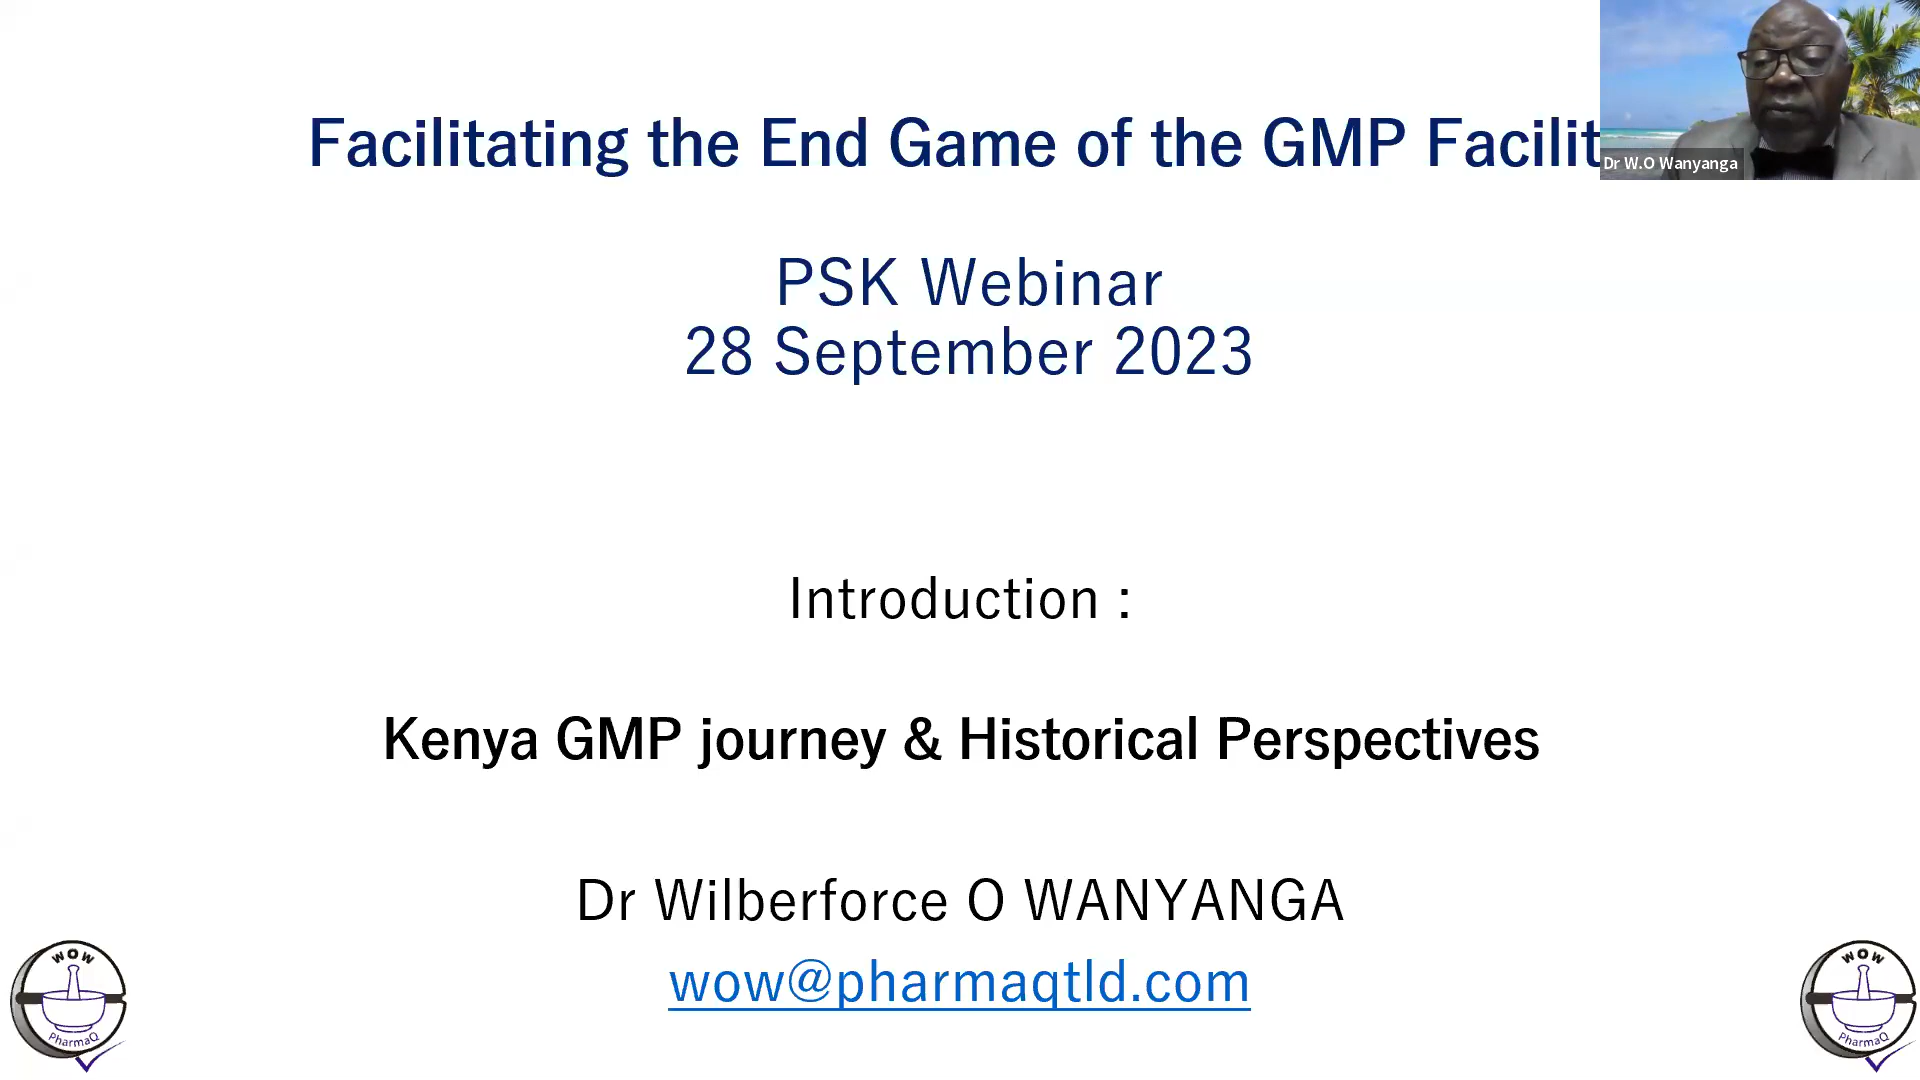 Facilitating the End Game of the GMP Facilit
Dr W.O Wanyanga
PSK Webinar
28 September 2023
Introduction :
Kenya GMP journey & Historical Perspectives
Dr Wilberforce O WANYANGA
wow@pharmaqtld.com
WOW
PharmaQ
WOW
PharmaQ